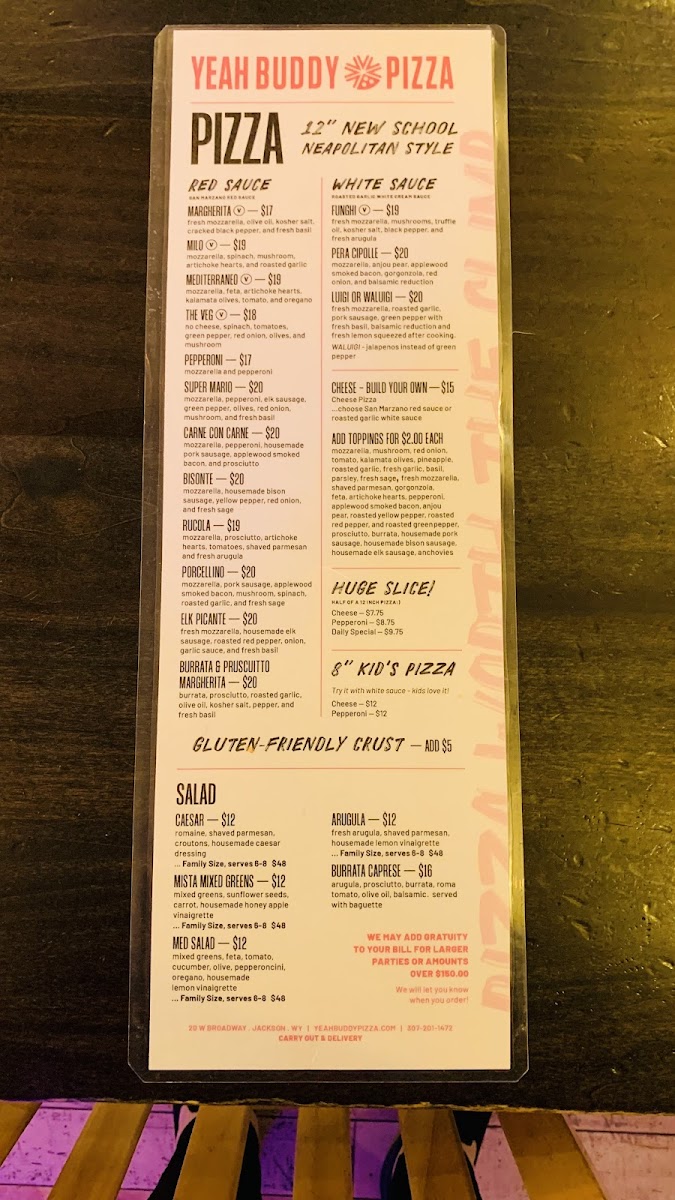 YEAH BUDDY PIZZA
PIZZA
12" NEW SCHOOL
NEAPOLITAN STYLE
RED SAUCE
SAN MARZANO RED SAUCE
MARGHERITA V — $17
fresh mozzarella, olive oil, kosher salt,
cracked black pepper, and fresh basil
MILO V — $19
mozzarella, spinach, mushroom,
artichoke hearts, and roasted garlic
MEDITERRANEO V — $19
mozzarella, feta, artichoke hearts,
kalamata olives, tomato, and oregano
THE VEG V — $18
no cheese, spinach, tomatoes,
green pepper, red onion, olives, and
mushroom
PEPPERONI — $17
mozzarella and pepperoni
SUPER MARIO — $20
mozzarella, pepperoni, elk sausage,
green pepper, olives, red onion,
mushroom, and fresh basil
CARNE CON CARNE — $20
mozzarella, pepperoni, housemade
pork sausage, applewood smoked
bacon, and prosciutto
BISONTE — $20
mozzarella, housemade bison
sausage, yellow pepper, red onion,
and fresh sage
RUCOLA — $19
mozzarella, prosciutto, artichoke
hearts, tomatoes, shaved parmesan
and fresh arugula
PORCELLINO — $20
mozzarella, pork sausage, applewood
smoked bacon, mushroom, spinach,
roasted garlic, and fresh sage
ELK PICANTE — $20
fresh mozzarella, housemade elk
sausage, roasted red pepper, onion,
garlic sauce, and fresh basil
BURRATA & PRUSCUITTO
MARGHERITA — $20
burrata, prosciutto, roasted garlic,
olive oil, kosher salt, pepper, and
fresh basil
WHITE SAUCE
ROASTED GARLIC WHITE CREAM SAUCE
FUNGHI V — $19
fresh mozzarella, mushrooms, truffle
oil, kosher salt, black pepper, and
fresh arugula
PERA CIPOLLE — $20
mozzarella, anjou pear, applewood
smoked bacon, gorgonzola, red
onion, and balsamic reduction
LUIGI OR WALUIGI — $20
fresh mozzarella, roasted garlic,
pork sausage, green pepper with
fresh basil, balsamic reduction and
fresh lemon squeezed after cooking.
WALUIGI - jalapenos instead of green
pepper
CHEESE - BUILD YOUR OWN — $15
Cheese Pizza
...choose San Marzano red sauce or
roasted garlic white sauce
ADD TOPPINGS FOR $2.00 EACH
mozzarella, mushroom, red onion,
tomato, kalamata olives, pineapple,
roasted garlic, fresh garlic, basil,
parsley, fresh sage, fresh mozzarella,
shaved parmesan, gorgonzola,
feta, artichoke hearts, pepperoni,
applewood smoked bacon, anjou
pear, roasted yellow pepper, roasted
red pepper, and roasted greenpepper,
prosciutto, burrata, housemade pork
sausage, housemade bison sausage,
housemade elk sausage, anchovies
HUGE SLICE!
HALF OF A 12 INCH PIZZA:)
Cheese — $7.75
Pepperoni — $8.75
Daily Special — $9.75
8" KID'S PIZZA
Try it with white sauce - kids love it!
Cheese — $12
Pepperoni — $12
GLUTEN-FRIENDLY CRUST — ADD $5
SALAD
CAESAR — $12
romaine, shaved parmesan,
croutons, housemade caesar
dressing
... Family Size, serves 6-8 $48
MISTA MIXED GREENS — $12
mixed greens, sunflower seeds,
carrot, housemade honey apple
vinaigrette
... Family Size, serves 6-8 $48
MED SALAD — $12
mixed greens, feta, tomato,
cucumber, olive, pepperoncini,
oregano, housemade
lemon vinaigrette
... Family Size, serves 6-8 $48
ARUGULA — $12
fresh arugula, shaved parmesan,
housemade lemon vinaigrette
... Family Size, serves 6-8 $48
BURRATA CAPRESE — $16
arugula, prosciutto, burrata, roma
tomato, olive oil, balsamic. served
with baguette
WE MAY ADD GRATUITY
TO YOUR BILL FOR LARGER
PARTIES OR AMOUNTS
OVER $150.00
We will let you know
when you order!
20 W BROADWAY . JACKSON . WY | YEAHBUDDYPIZZA.COM | 307-201-1472
CARRY OUT & DELIVERY
PIZZA WORTH THE CLIMB